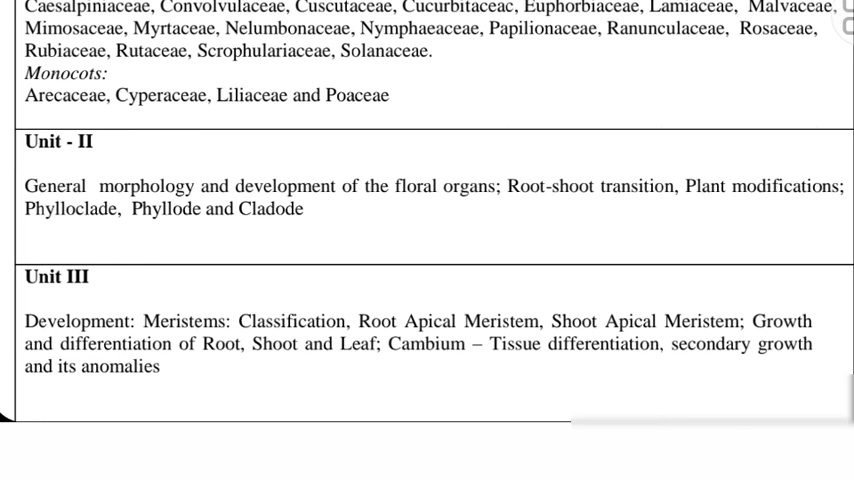 Caesalpiniaceae, Convolvulaceae, Cuscutaceae, Cucurbitaceac, Euphorbiaceae, Lamiaceae, Malvaceae,
Mimosaceae, Myrtaceae, Nelumbonaceae, Nymphaeaceae, Papilionaceae, Ranunculaceae, Rosaceae,
Rubiaceae, Rutaceae, Scrophulariaceae, Solanaceae.
Monocots:
Arecaceae, Cyperaceae, Liliaceae and Poaceae
Unit - II
General morphology and development of the floral organs; Root-shoot transition, Plant modifications;
Phylloclade, Phyllode and Cladode
Unit III
Development: Meristems: Classification, Root Apical Meristem, Shoot Apical Meristem; Growth
and differentiation of Root, Shoot and Leaf; Cambium – Tissue differentiation, secondary growth
and its anomalies